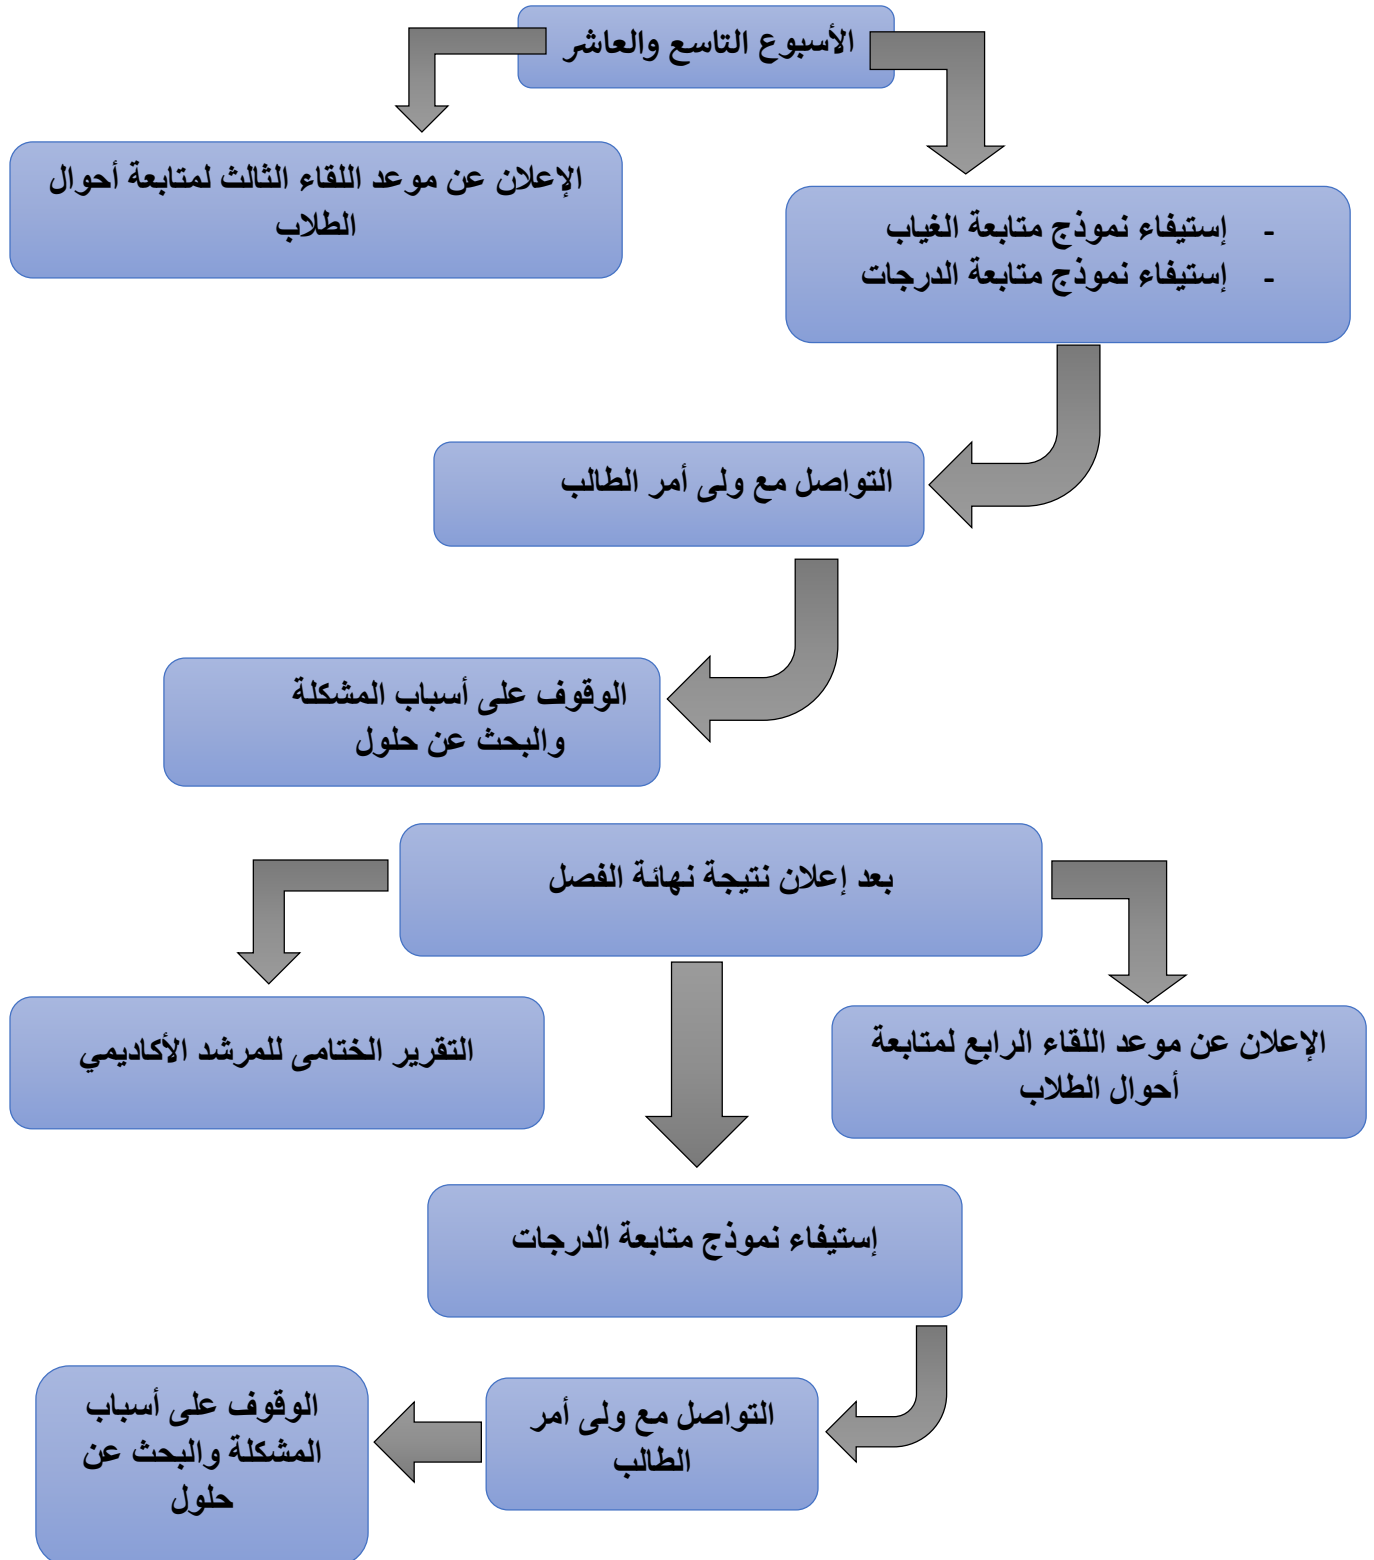 الأسبوع التاسع والعاشر
الإعلان عن موعد اللقاء الثالث لمتابعة أحوال
الطلاب
- إستيفاء نموذج متابعة الغياب
- إستيفاء نموذج متابعة الدرجات
التواصل مع ولى أمر الطالب
الوقوف على أسباب المشكلة
والبحث عن حلول
بعد إعلان نتيجة نهائة الفصل
الإعلان عن موعد اللقاء الرابع لمتابعة
أحوال الطلاب
التقرير الختامى للمرشد الأكاديمي
إستيفاء نموذج متابعة الدرجات
التواصل مع ولى أمر
الطالب
الوقوف على أسباب
المشكلة والبحث عن
حلول